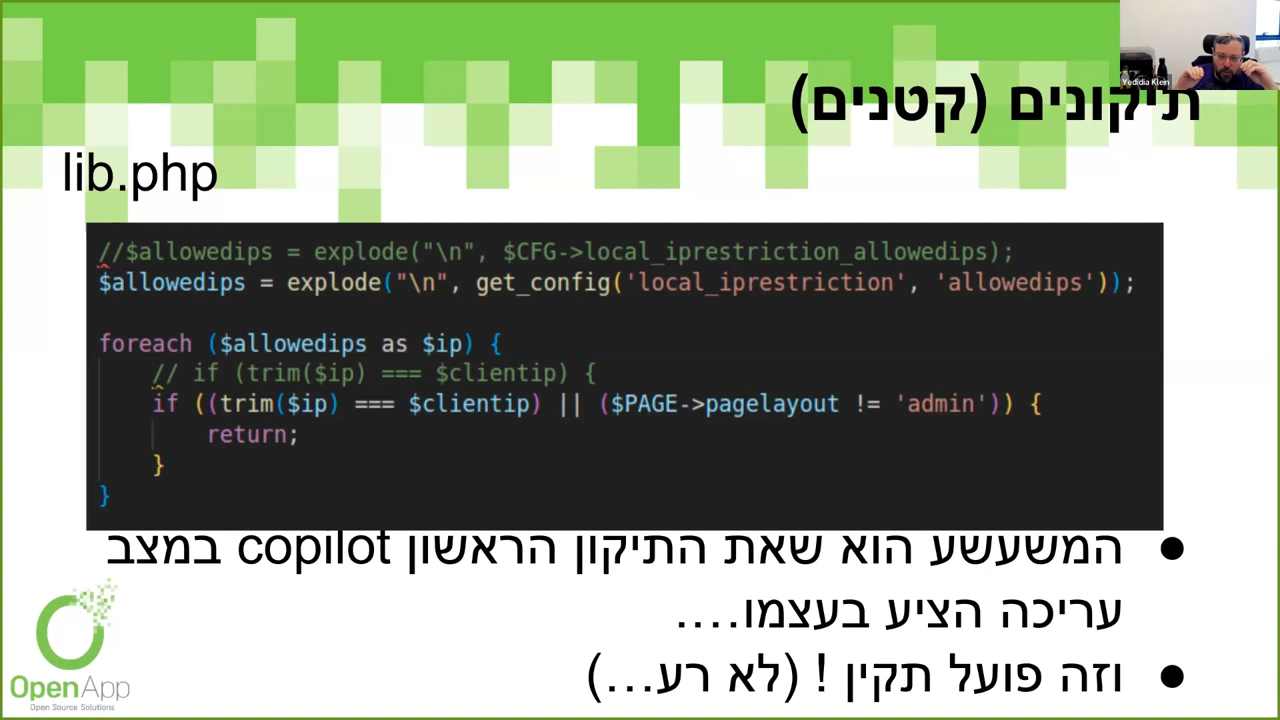 Yedidia Klein
תיקונים (קטנים)
lib.php
//$allowedips = explode("\n", $CFG->local_iprestriction_allowedips);
$allowedips = explode("\n", get_config('local_iprestriction', 'allowedips'));
foreach ($allowedips as $ip) {
// if (trim($ip) === $clientip) {
if ((trim($ip) === $clientip) || ($PAGE->pagelayout != 'admin')) {
return;
}
}
● המשעשע הוא שאת התיקון הראשון copilot במצב
עריכה הציע בעצמו....
● וזה פועל תקין ! (לא רע...)
OpenApp
Open Source Solutions